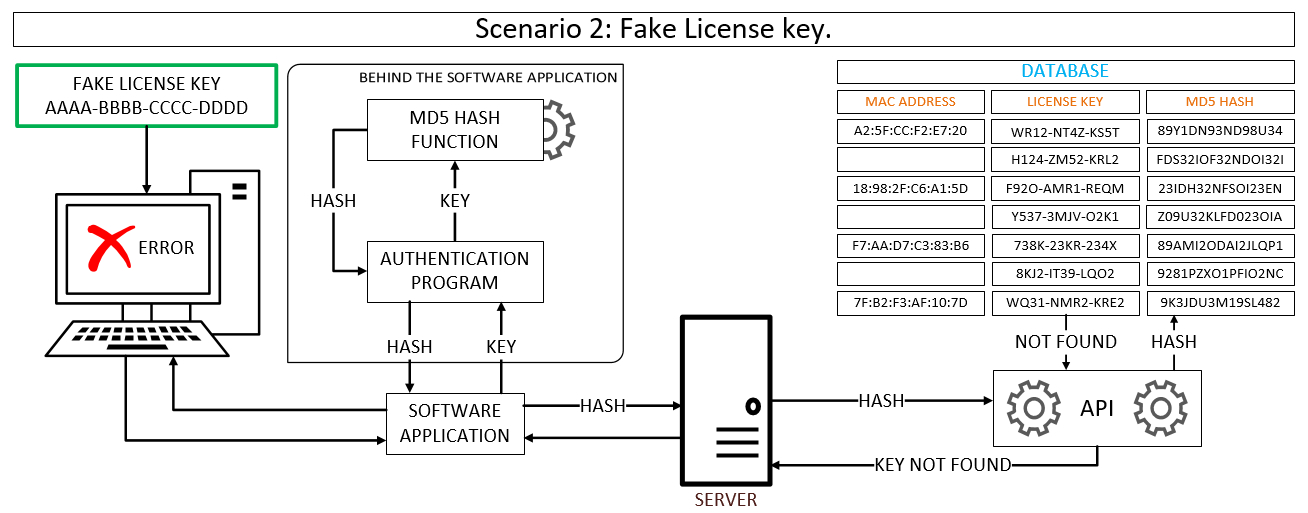 Scenario 2: Fake License key.
FAKE LICENSE KEY
AAAA-BBBB-CCCC-DDDD
ERROR
BEHIND THE SOFTWARE APPLICATION
MD5 HASH
FUNCTION
HASH
KEY
AUTHENTICATION
PROGRAM
HASH
KEY
SOFTWARE
APPLICATION
HASH
SERVER
HASH
KEY NOT FOUND
DATABASE
MAC ADDRESS LICENSE KEY MD5 HASH
A2:5F:CC:F2:E7:20 WR12-NT4Z-KS5T 89Y1DN93ND98U34
H124-ZM52-KRL2 FDS32IOF32NDOI32I
18:98:2F:C6:A1:5D F92O-AMR1-REQM 23IDH32NFSOI23EN
Y537-3MJV-O2K1 Z09U32KLFD023OIA
F7:AA:D7:C3:83:B6 738K-23KR-234X 89AMI2ODAI2JLQP1
8KJ2-IT39-LQO2 9281PZXO1PFIO2NC
7F:B2:F3:AF:10:7D WQ31-NMR2-KRE2 9K3JDU3M19SL482
NOT FOUND HASH
API